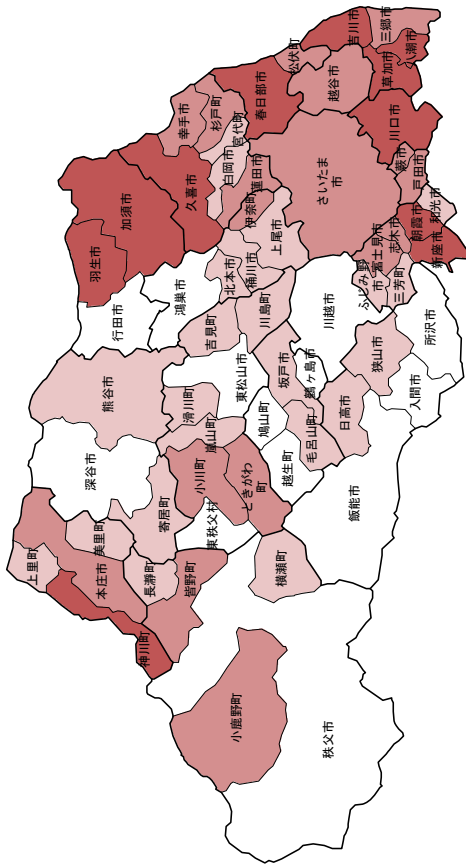 吉川市
三郷市
八潮市
松伏町
草加市
越谷市
春日部市
川口市
幸手市
杉戸町
宮代町
蕨市
戸田市
さいたま
市
白岡市
蓮田市
久喜市
伊奈町
上尾市
和光市
朝霞市
志木市
新座市
富士見市
加須市
桶川市
北本市
ふじみ野
市
三芳町
羽生市
鴻巣市
川島町
川越市
所沢市
行田市
吉見町
狭山市
入間市
東松山市
坂戸市
鶴ヶ島市
日高市
熊谷市
滑川町
鳩山町
毛呂山町
嵐山町
越生町
飯能市
深谷市
小川町
ときがわ
町
寄居町
東秩父村
美里町
横瀬町
上里町
本庄市
長瀞町
皆野町
神川町
小鹿野町
秩父市